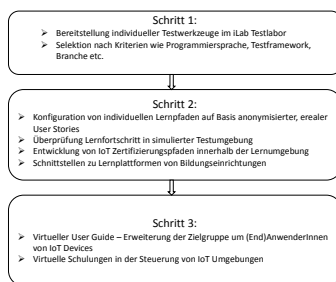 Schritt 1:
➢ Bereitstellung individueller Testwerkzeuge im iLab Testlabor
➢ Selektion nach Kriterien wie Programmiersprache, Testframework,
Branche etc.
Schritt 2:
➢ Konfiguration von individuellen Lernpfaden auf Basis anonymisierter, erealer
User Stories
➢ Überprüfung Lernfortschritt in simulierter Testumgebung
➢ Entwicklung von IoT Zertifizierungspfaden innerhalb der Lernumgebung
➢ Schnittstellen zu Lernplattformen von Bildungseinrichtungen
Schritt 3:
➢ Virtueller User Guide – Erweiterung der Zielgruppe um (End)AnwenderInnen
von IoT Devices
➢ Virtuelle Schulungen in der Steuerung von IoT Umgebungen